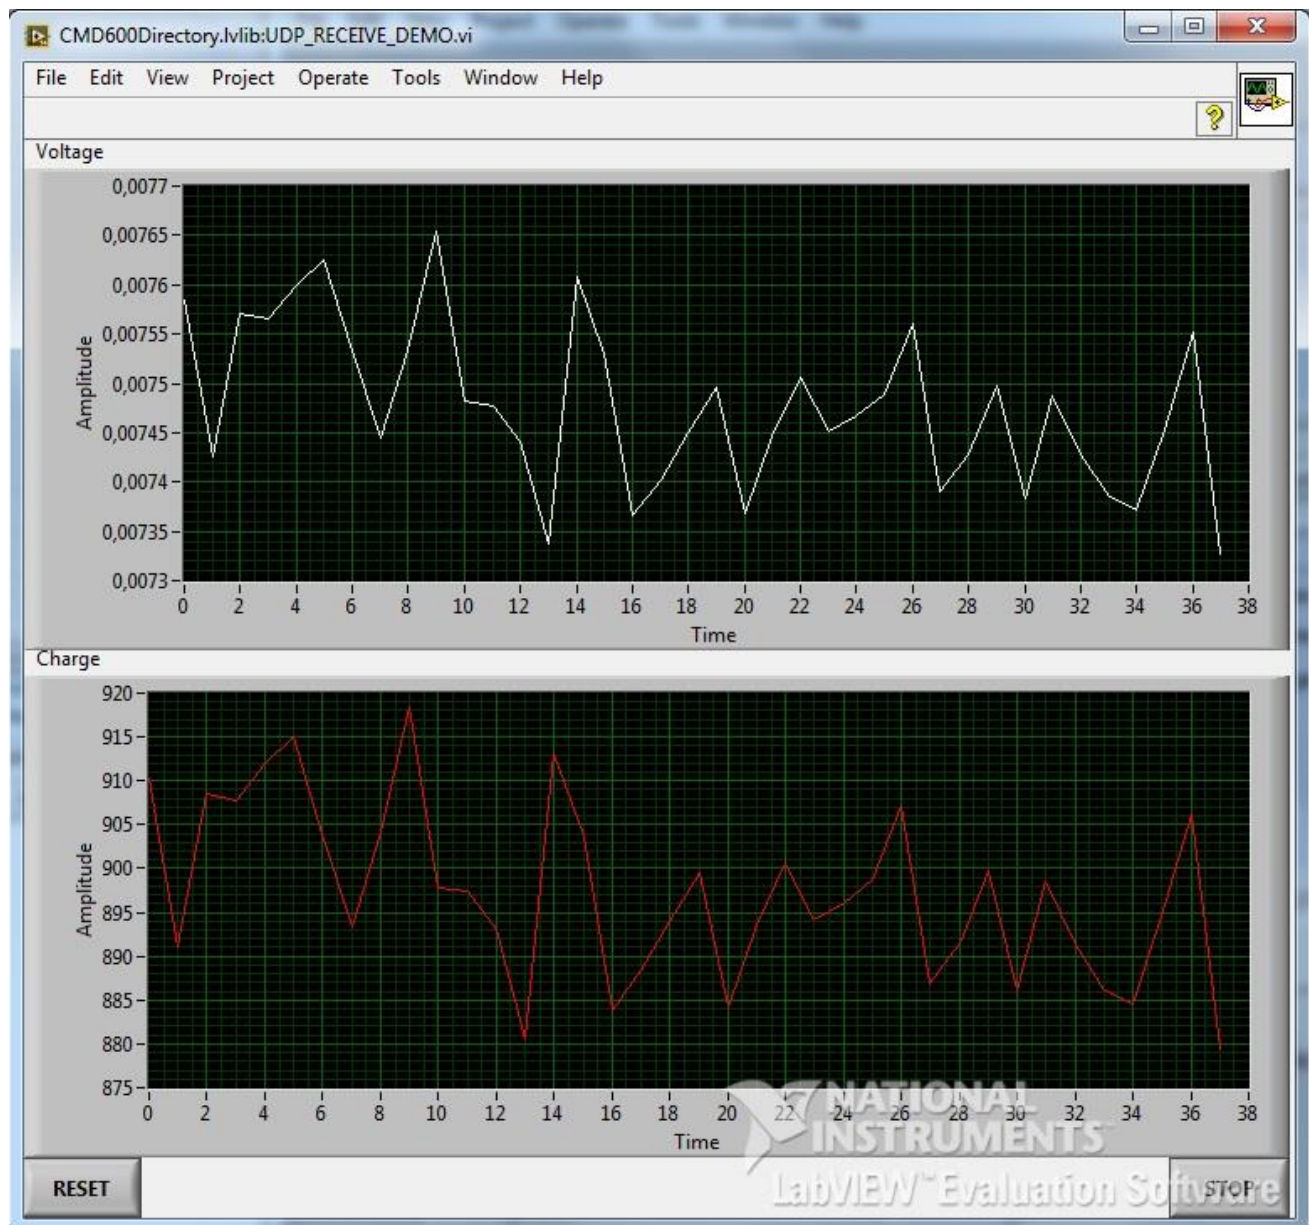 CMD600Directory.lvlib:UDP_RECEIVE_DEMO.vi
File Edit View Project Operate Tools Window Help
Voltage
0,0077
0,00765
0,0076
0,00755
0,0075
0,00745
0,0074
0,00735
0,0073
Amplitude
0 2 4 6 8 10 12 14 16 18 20 22 24 26 28 30 32 34 36 38
Time
Charge
920
915
910
905
900
895
890
885
880
875
Amplitude
0 2 4 6 8 10 12 14 16 18 20 22 24 26 28 30 32 34 36 38
Time
NATIONAL
INSTRUMENTS™
LabVIEW™ Evaluation Software
RESET STOP